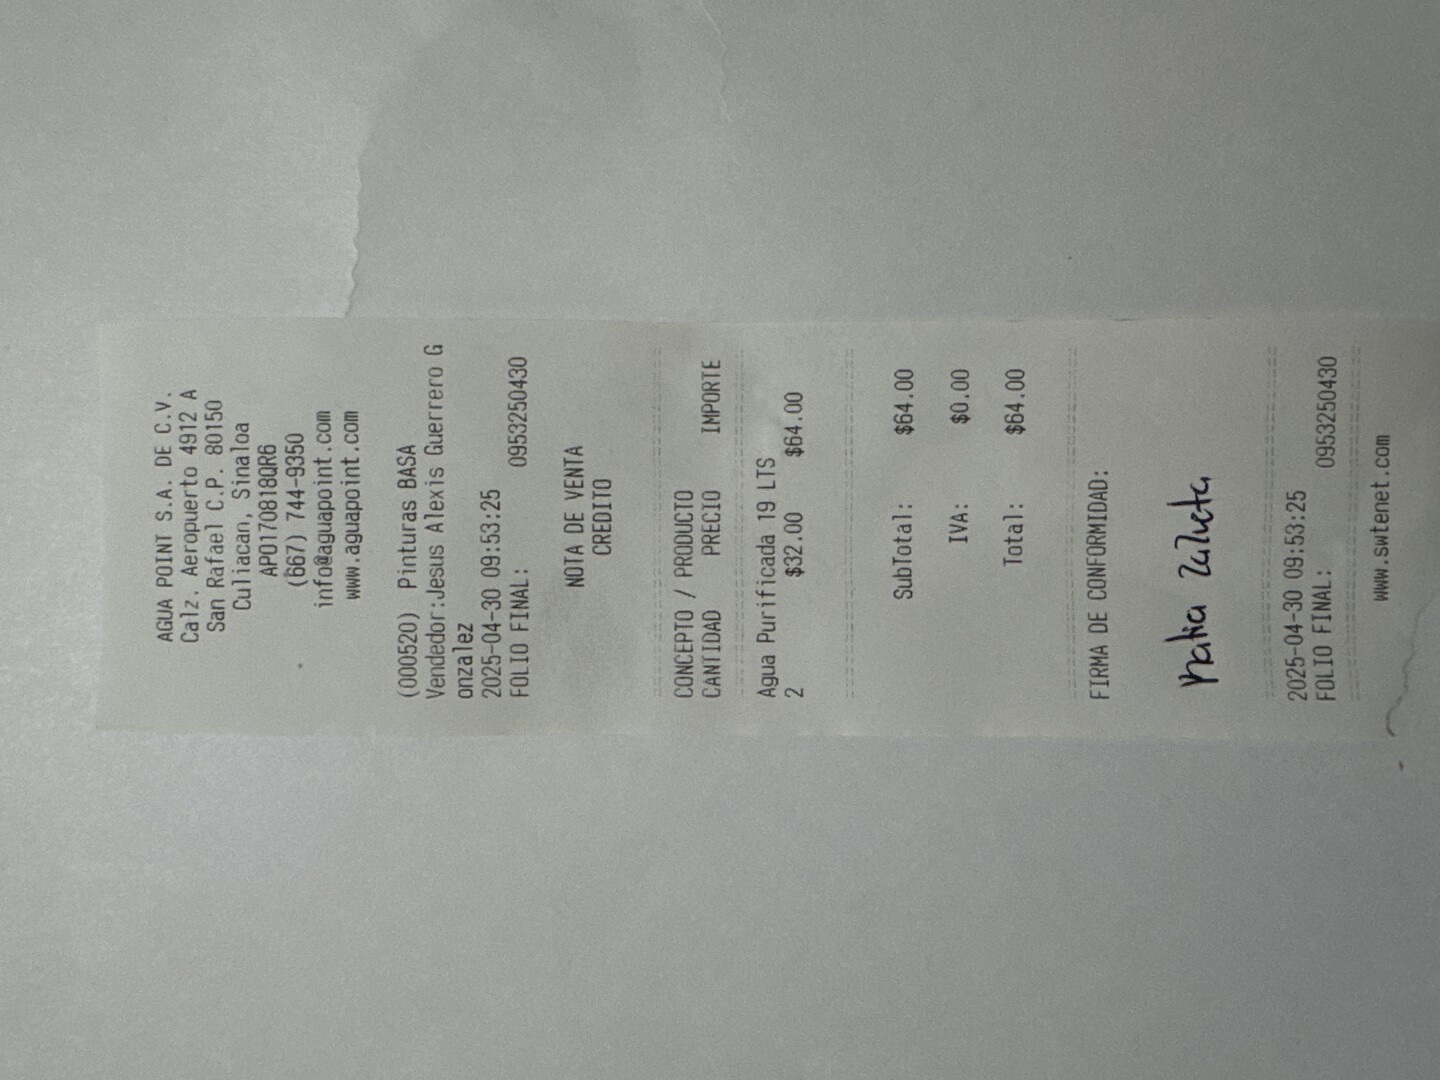 AGUA POINT S.A. DE C.V.
Calz. Aeropuerto 4912 A
San Rafael C.P. 80150
Culiacan, Sinaloa
APO170818QR6
(667) 744-9350
info@aguapoint.com
www.aguapoint.com
(000520) Pinturas BASA
Vendedor:Jesus Alexis Guerrero G
onzalez
2025-04-30 09:53:25
FOLIO FINAL: 0953250430
NOTA DE VENTA
CREDITO
CONCEPTO / PRODUCTO
CANTIDAD PRECIO IMPORTE
Agua Purificada 19 LTS
2 $32.00 $64.00
SubTotal: $64.00
IVA: $0.00
Total: $64.00
FIRMA DE CONFORMIDAD:
Katia Zazueta
2025-04-30 09:53:25
FOLIO FINAL: 0953250430
www.swtenet.com